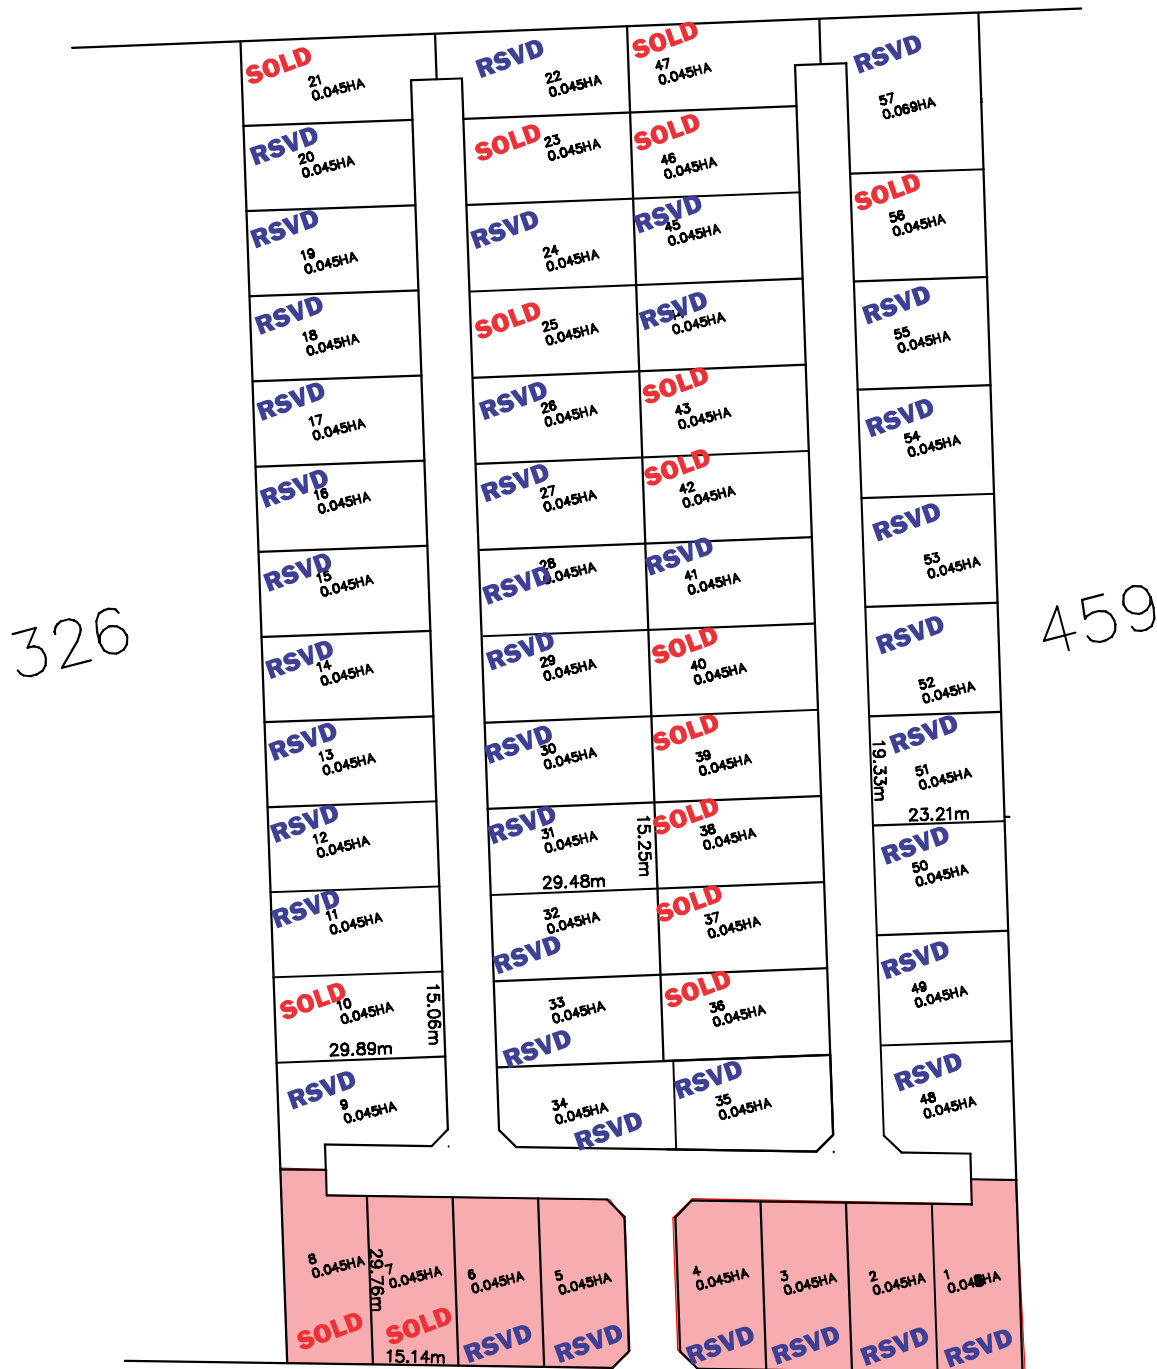 SOLD
21
0.045HA
RSVD
20
0.045HA
RSVD
19
0.045HA
RSVD
18
0.045HA
RSVD
17
0.045HA
RSVD
16
0.045HA
RSVD
15
0.045HA
RSVD
14
0.045HA
RSVD
13
0.045HA
RSVD
12
0.045HA
RSVD
11
0.045HA
SOLD
10
0.045HA
15.06m
29.89m
RSVD
9
0.045HA
RSVD
22
0.045HA
SOLD
23
0.045HA
RSVD
24
0.045HA
SOLD
25
0.045HA
RSVD
26
0.045HA
RSVD
27
0.045HA
28
0.045HA
RSVD
RSVD
29
0.045HA
RSVD
30
0.045HA
RSVD
31
0.045HA
15.25m
29.48m
32
0.045HA
RSVD
33
0.045HA
RSVD
34
0.045HA
RSVD
SOLD
47
0.045HA
SOLD
46
0.045HA
RSVD
45
0.045HA
RSVD
0.045HA
SOLD
43
0.045HA
SOLD
42
0.045HA
RSVD
41
0.045HA
SOLD
40
0.045HA
SOLD
39
0.045HA
SOLD
38
0.045HA
SOLD
37
0.045HA
SOLD
36
0.045HA
RSVD
35
0.045HA
RSVD
57
0.069HA
SOLD
56
0.045HA
RSVD
55
0.045HA
RSVD
54
0.045HA
RSVD
53
0.045HA
RSVD
52
0.045HA
RSVD
19.33m
51
0.045HA
23.21m
RSVD
50
0.045HA
RSVD
49
0.045HA
RSVD
48
0.045HA
326
459
8
0.045HA
SOLD
29.76m
7
0.045HA
SOLD
15.14m
6
0.045HA
RSVD
5
0.045HA
RSVD
4
0.045HA
RSVD
3
0.045HA
RSVD
2
0.045HA
RSVD
1
RSVD